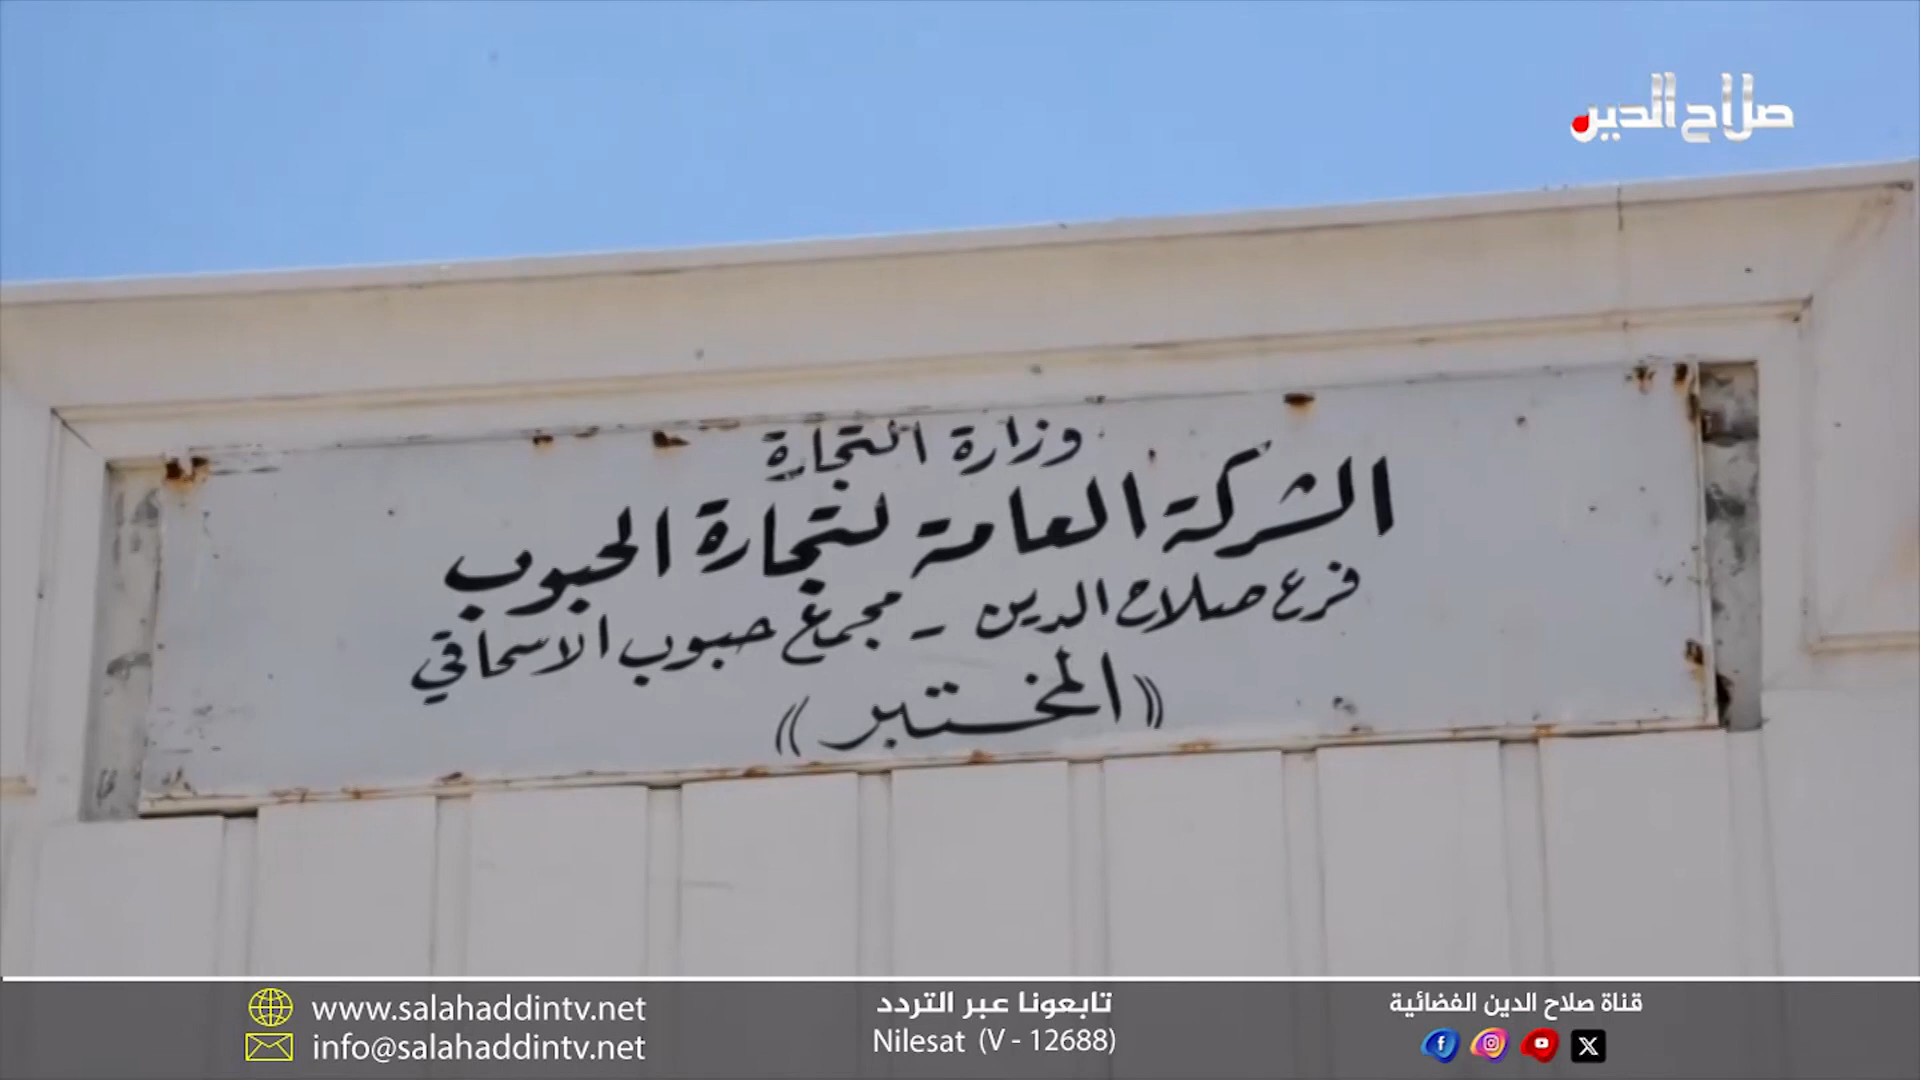 صلاح الدين
وزارة التجارة
الشركة العامة لتجارة الحبوب
فرع صلاح الدين - مجمع حبوب الاسحاقي
((المختبر))
قناة صلاح الدين الفضائية
تابعونا عبر التردد
Nilesat (V - 12688)
www.salahaddintv.net
info@salahaddintv.net